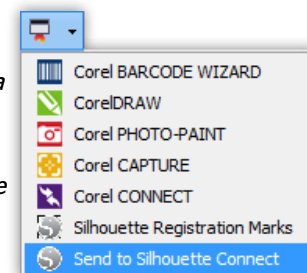 a
Corel BARCODE WIZARD
CorelDRAW
Corel PHOTO-PAINT
Corel CAPTURE
e
Corel CONNECT
Silhouette Registration Marks
Send to Silhouette Connect